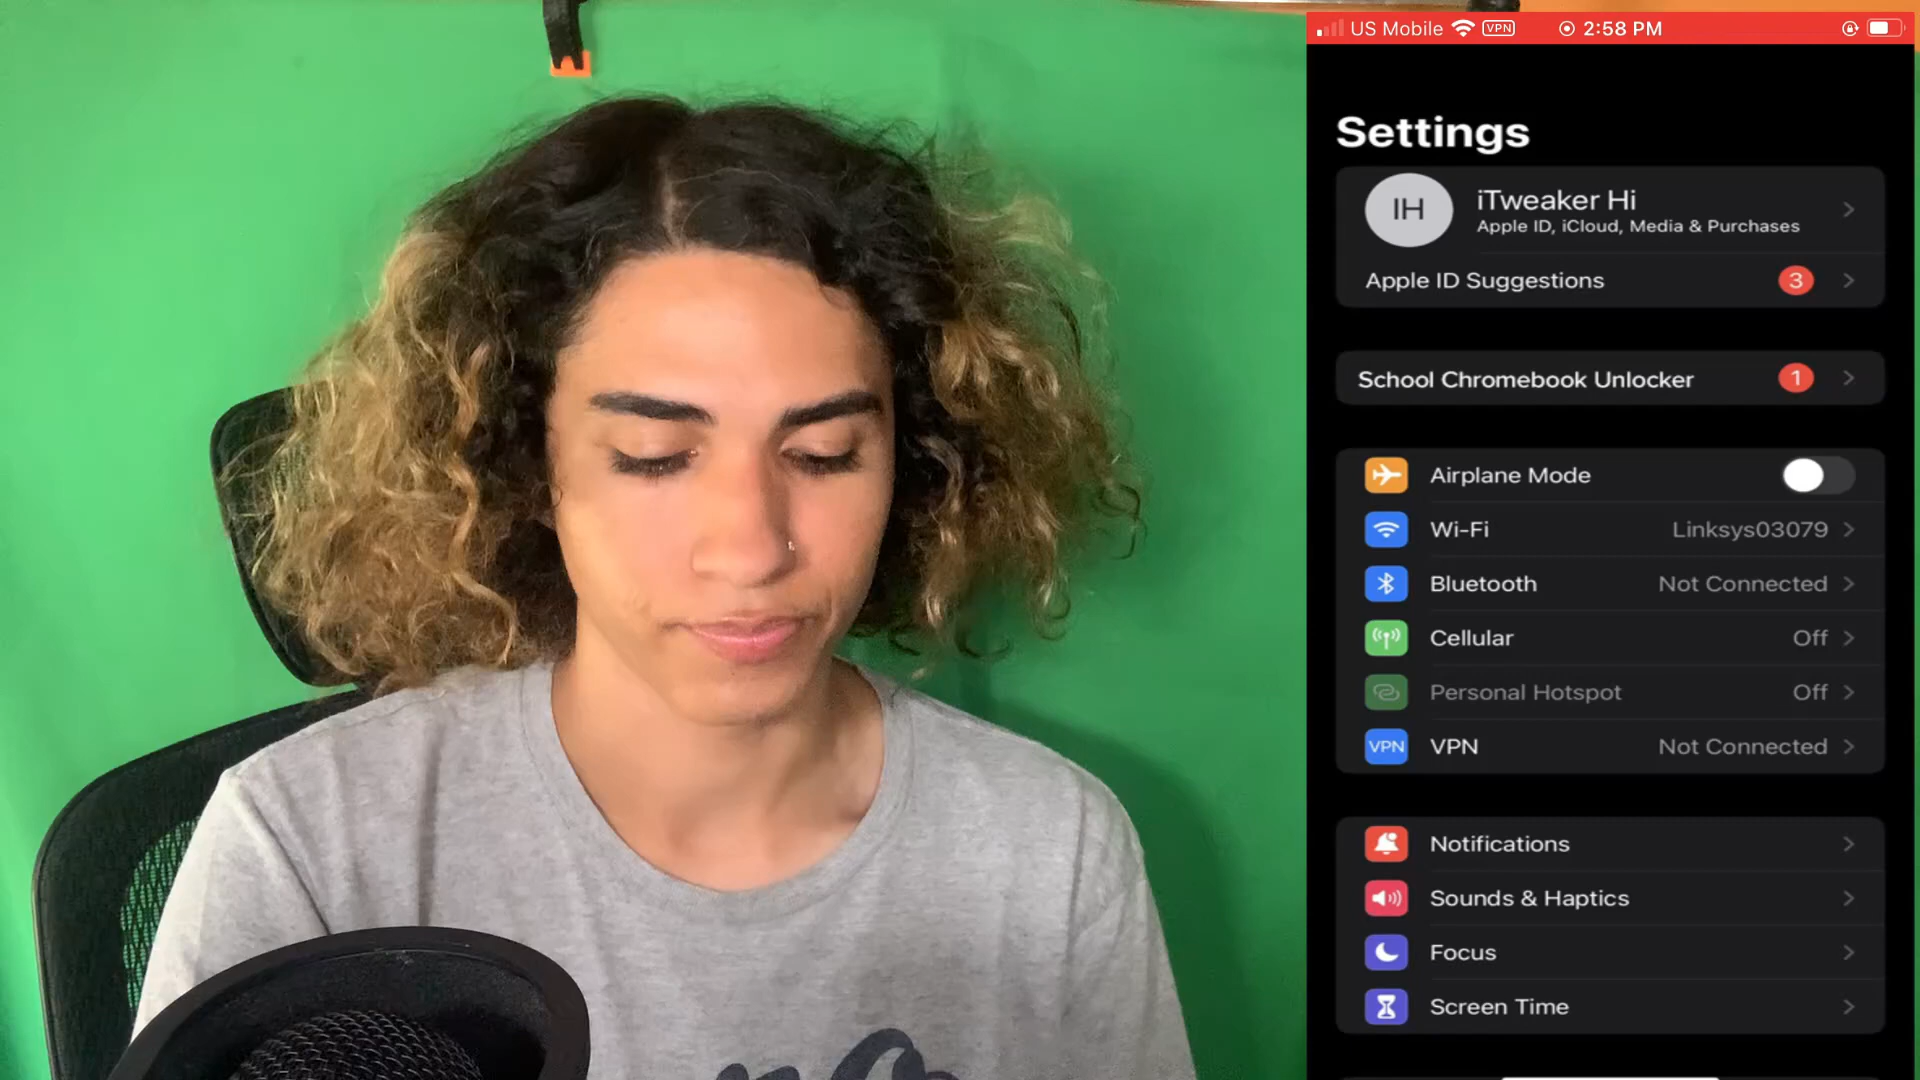 US Mobile VPN 2:58 PM
Settings
IH
iTweaker Hi
Apple ID, iCloud, Media & Purchases
Apple ID Suggestions 3
School Chromebook Unlocker 1
Airplane Mode
Wi-Fi Linksys03079
Bluetooth Not Connected
Cellular Off
Personal Hotspot Off
VPN VPN Not Connected
Notifications
Sounds & Haptics
Focus
Screen Time